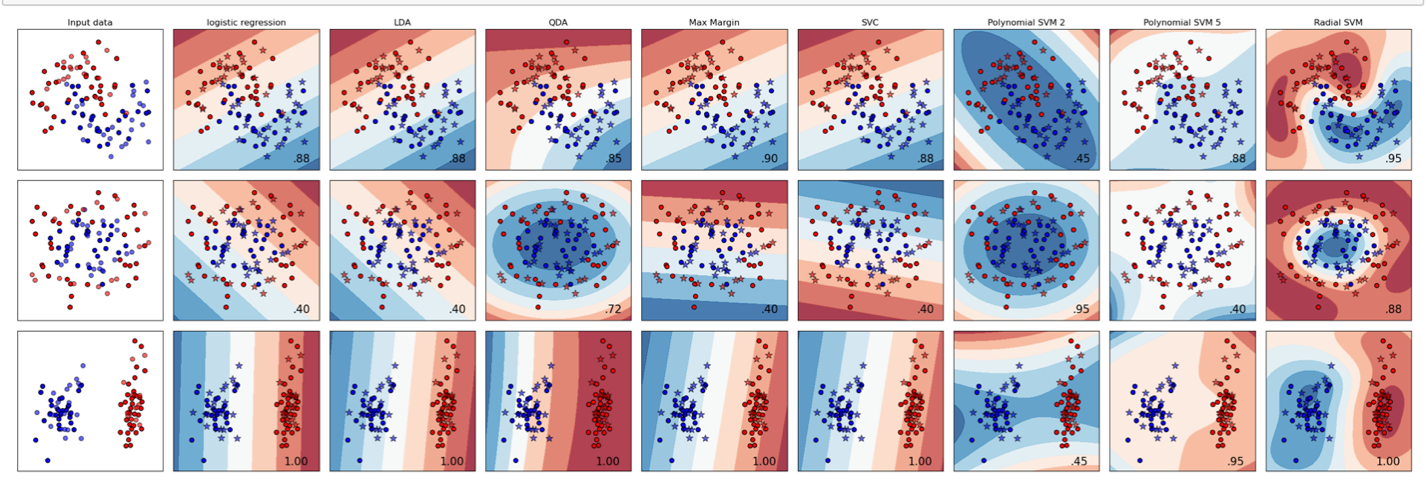 Input data logistic regression LDA QDA Max Margin SVC Polynomial SVM 2 Polynomial SVM 5 Radial SVM
.88 .88 .85 .90 .88 .45 .88 .95
.40 .40 .72 .40 .40 .95 .40 .88
1.00 1.00 1.00 1.00 1.00 .45 .95 1.00